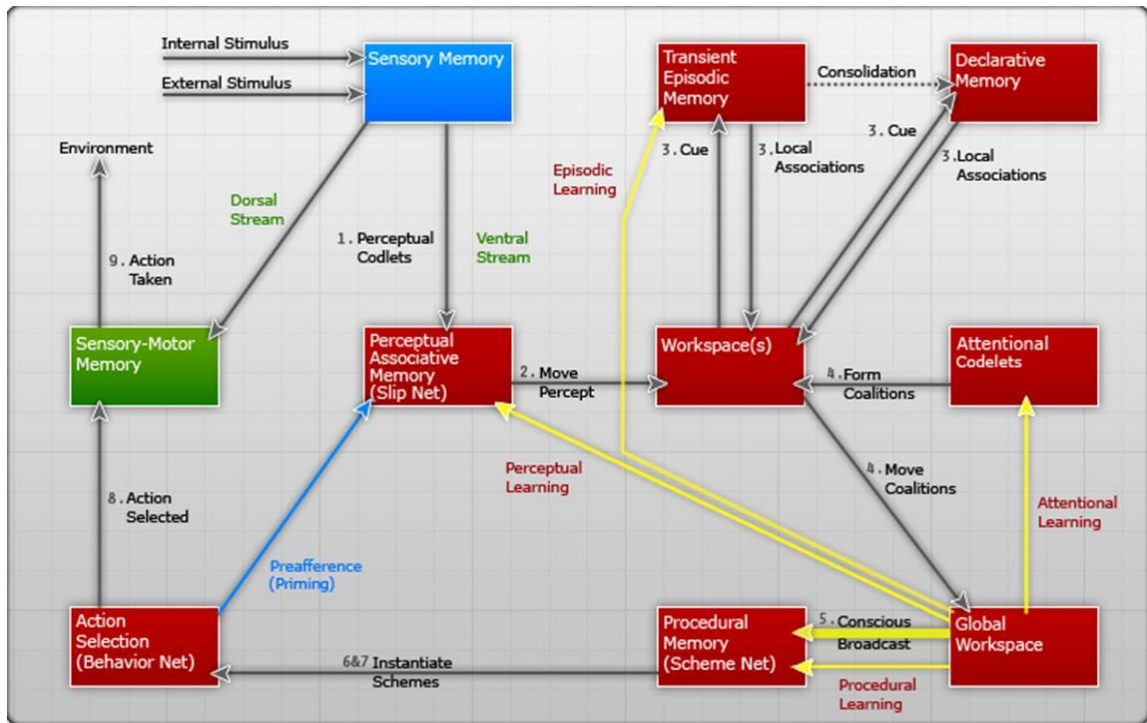 Internal Stimulus
External Stimulus
Sensory Memory
Transient
Episodic
Memory
Consolidation
Declarative
Memory
Environment
Dorsal
Stream
1. Perceptual
Codlets
Ventral
Stream
Episodic
Learning
3. Cue
3. Local
Associations
3. Cue
3. Local
Associations
9. Action
Taken
Sensory-Motor
Memory
Perceptual
Associative
Memory
(Slip Net)
2. Move
Percept
Workspace(s)
4. Form
Coalitions
Attentional
Codelets
8. Action
Selected
Preafference
(Priming)
Perceptual
Learning
4. Move
Coalitions
Attentional
Learning
Action
Selection
(Behavior Net)
6&7 Instantiate
Schemes
Procedural
Memory
(Scheme Net)
5. Conscious
Broadcast
Procedural
Learning
Global
Workspace